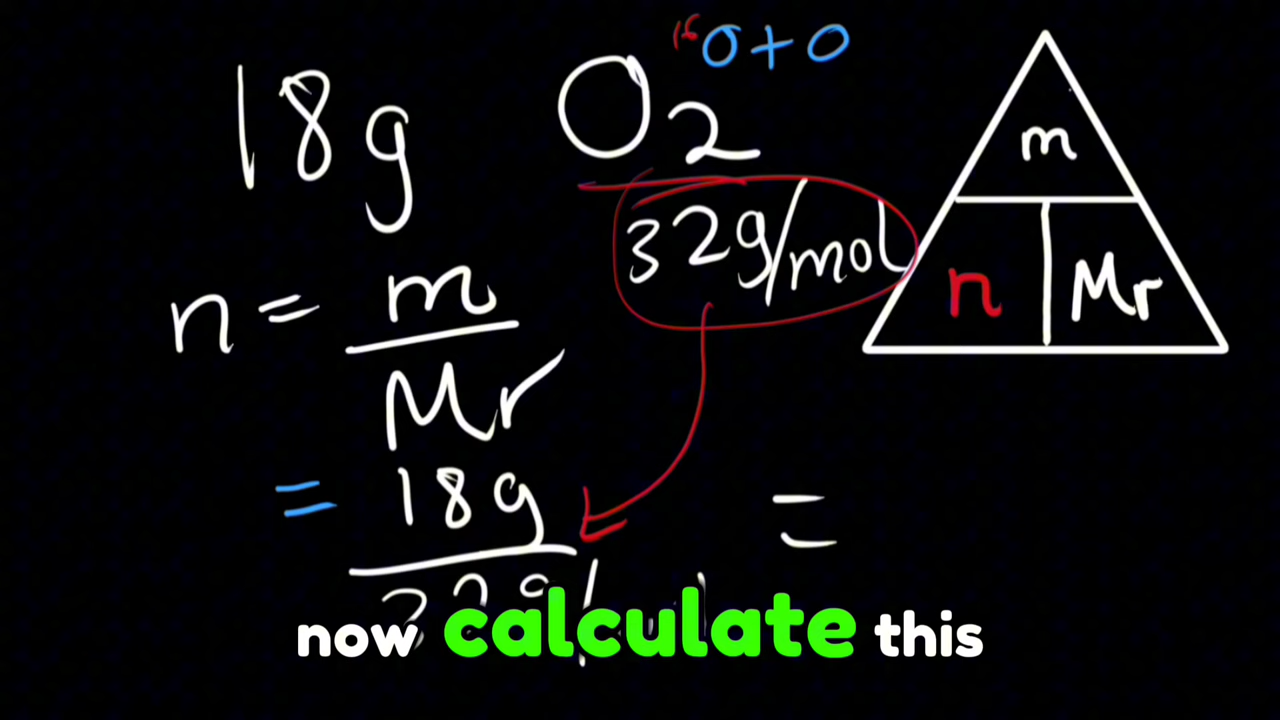 18g O2 16O+O
32g/mol
m
n Mr
n = m
Mr
= 18g =
now calculate this